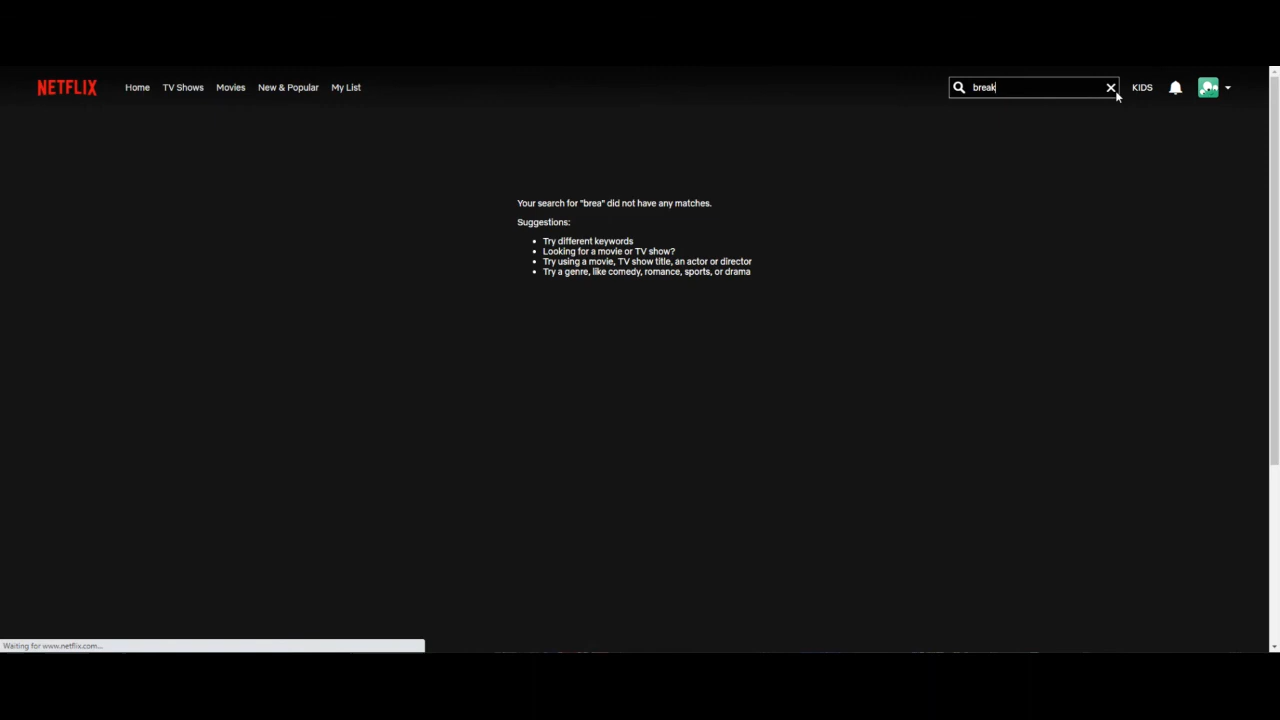 NETFLIX Home TV Shows Movies New & Popular My List break KIDS
Your search for "brea" did not have any matches.
Suggestions:
Try different keywords
Looking for a movie or TV show?
Try using a movie, TV show title, an actor or director
Try a genre, like comedy, romance, sports, or drama
Waiting for www.netflix.com...